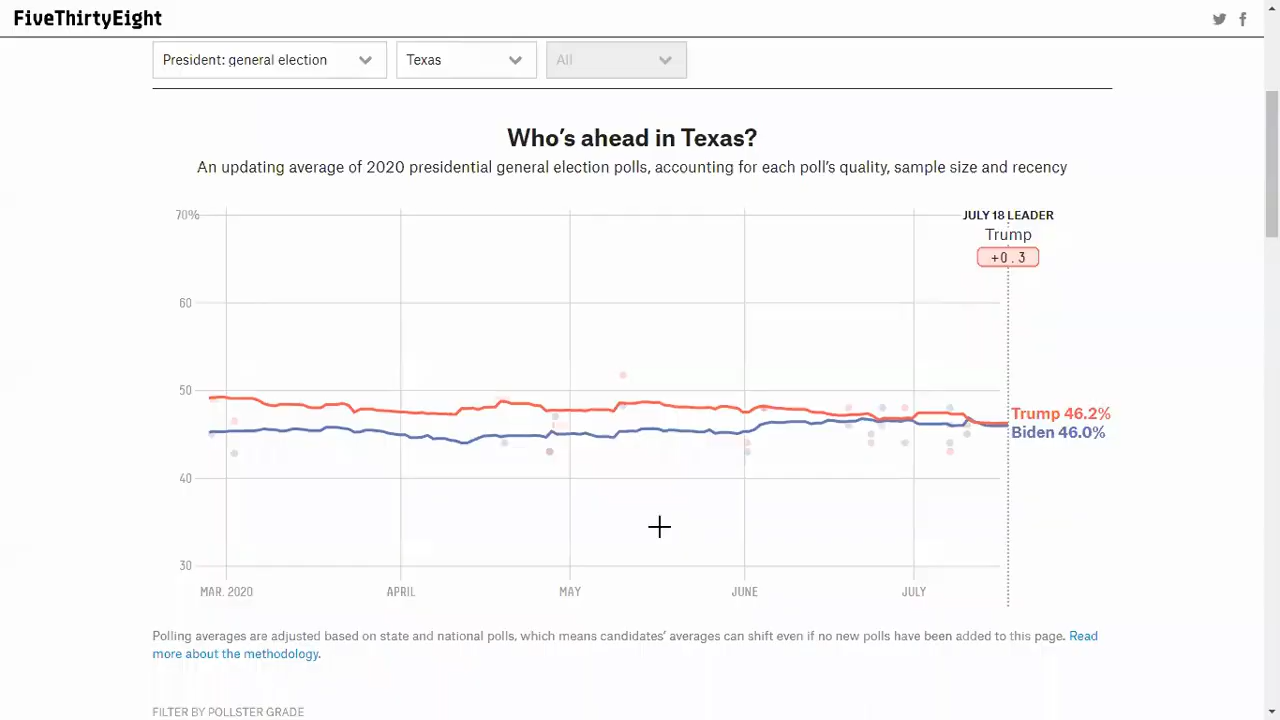 FiveThirtyEight
President: general election
Texas
All
Who's ahead in Texas?
An updating average of 2020 presidential general election polls, accounting for each poll's quality, sample size and recency
70%
JULY 18 LEADER
Trump
+0.3
60
50
Trump 46.2%
Biden 46.0%
40
30
MAR. 2020
APRIL
MAY
JUNE
JULY
Polling averages are adjusted based on state and national polls, which means candidates' averages can shift even if no new polls have been added to this page. Read
more about the methodology.
FILTER BY POLLSTER GRADE